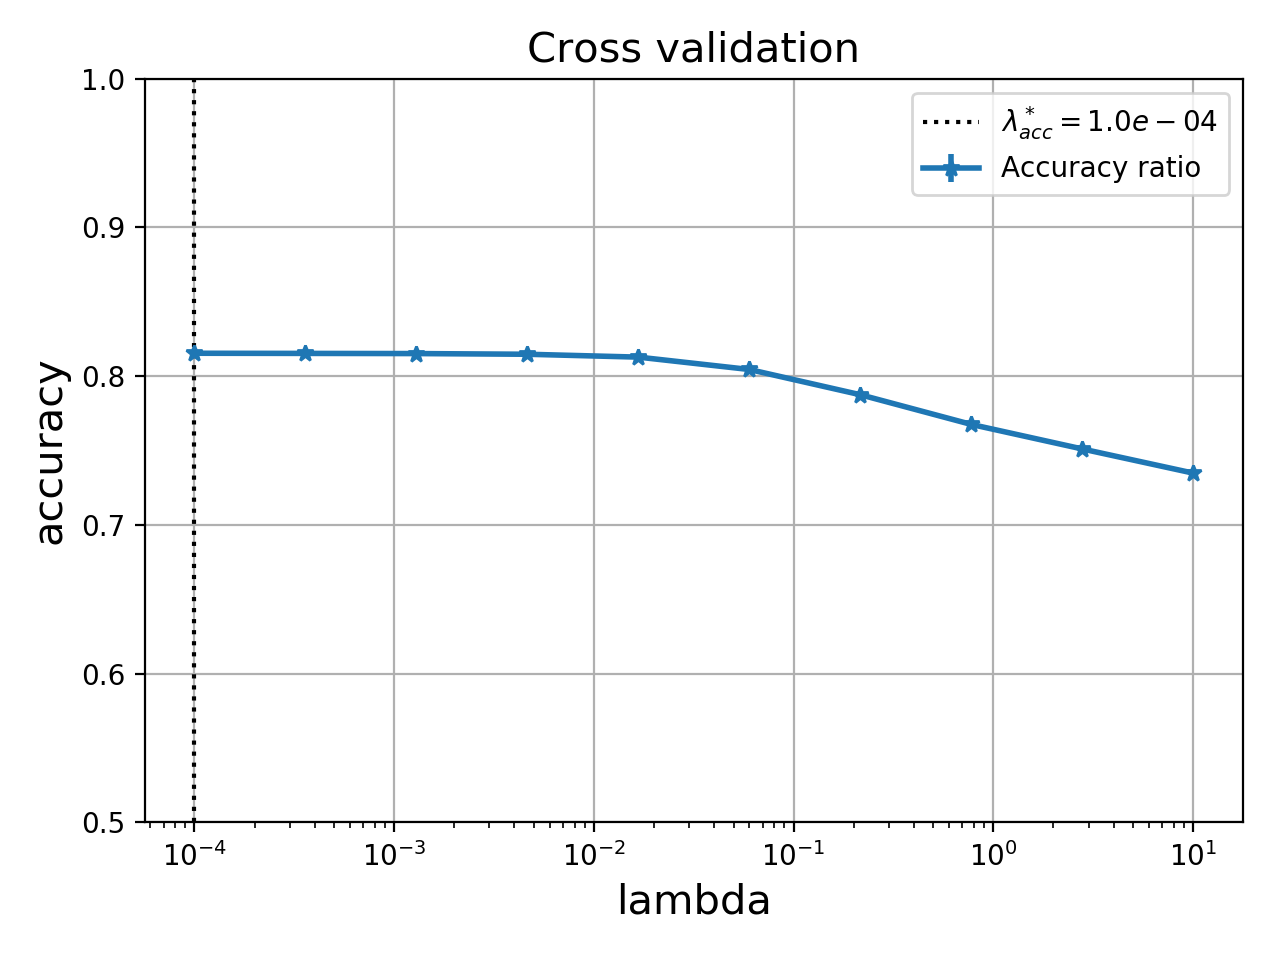 Cross validation
λ*acc = 1.0e − 04
Accuracy ratio
accuracy
1.0
0.9
0.8
0.7
0.6
0.5
10−4 10−3 10−2 10−1 100 101
lambda